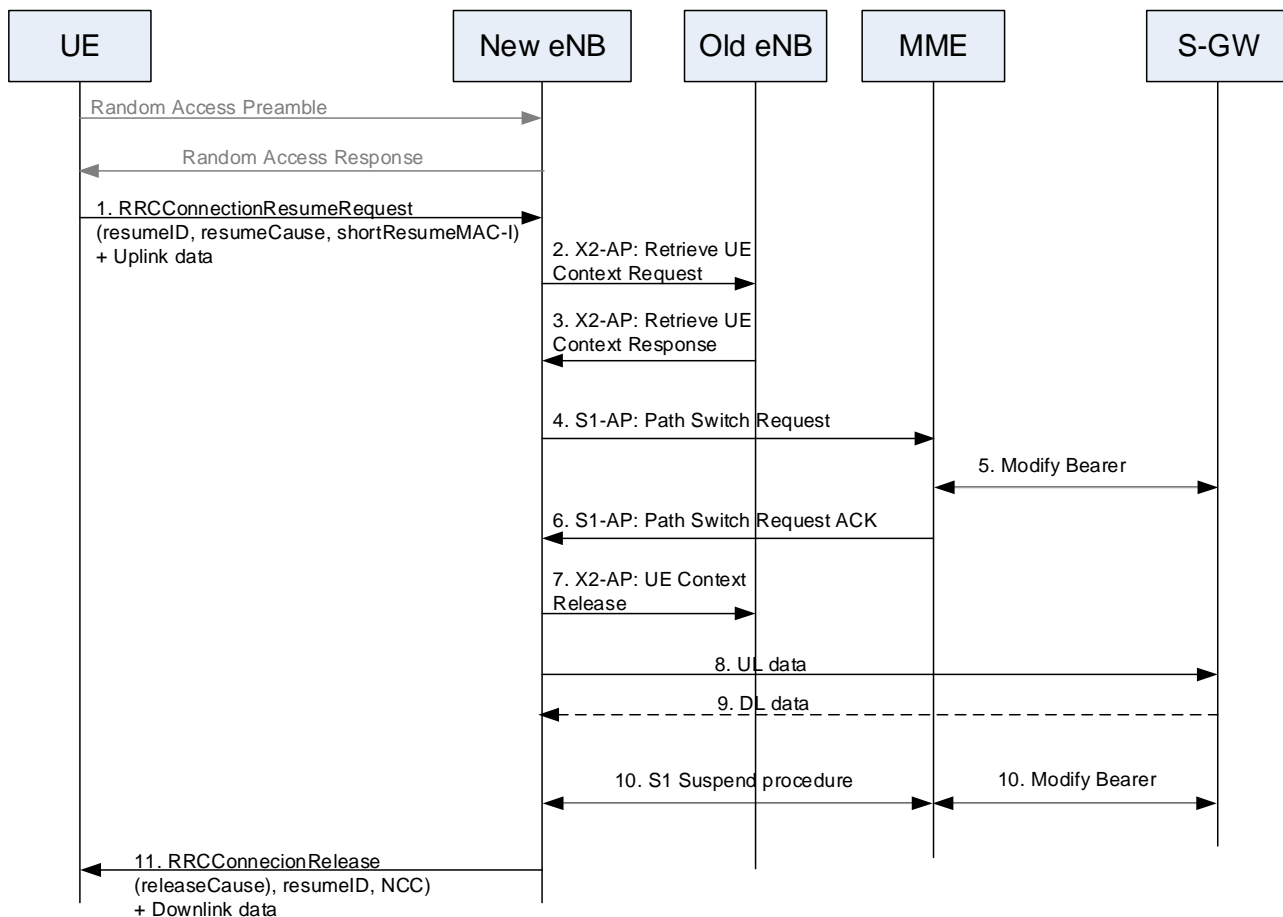 UE
New eNB
Old eNB
MME
S-GW
Random Access Preamble
Random Access Response
1. RRCConnectionResumeRequest
(resumeID, resumeCause, shortResumeMAC-I)
+ Uplink data
2. X2-AP: Retrieve UE
Context Request
3. X2-AP: Retrieve UE
Context Response
4. S1-AP: Path Switch Request
5. Modify Bearer
6. S1-AP: Path Switch Request ACK
7. X2-AP: UE Context
Release
8. UL data
9. DL data
10. S1 Suspend procedure
10. Modify Bearer
11. RRCConnecionRelease
(releaseCause), resumeID, NCC)
+ Downlink data